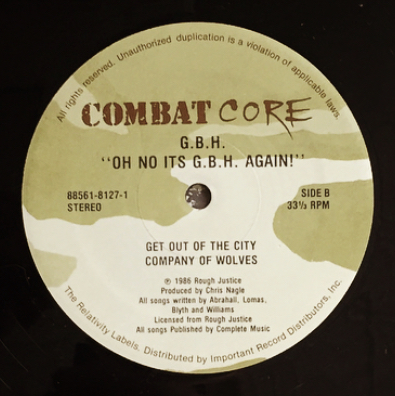 All rights reserved. Unauthorized duplication is a violation of applicable laws.
COMBAT CORE
G.B.H.
"OH NO ITS G.B.H. AGAIN!"
88561-8127-1
STEREO
SIDE B
33⅓ RPM
GET OUT OF THE CITY
COMPANY OF WOLVES
℗ 1986 Rough Justice
Produced by Chris Nagle
All songs written by Abrahall, Lomas,
Blyth and Williams
Licensed from Rough Justice
All songs Published by Complete Music
The Relativity Labels. Distributed by Important Record Distributors, Inc.